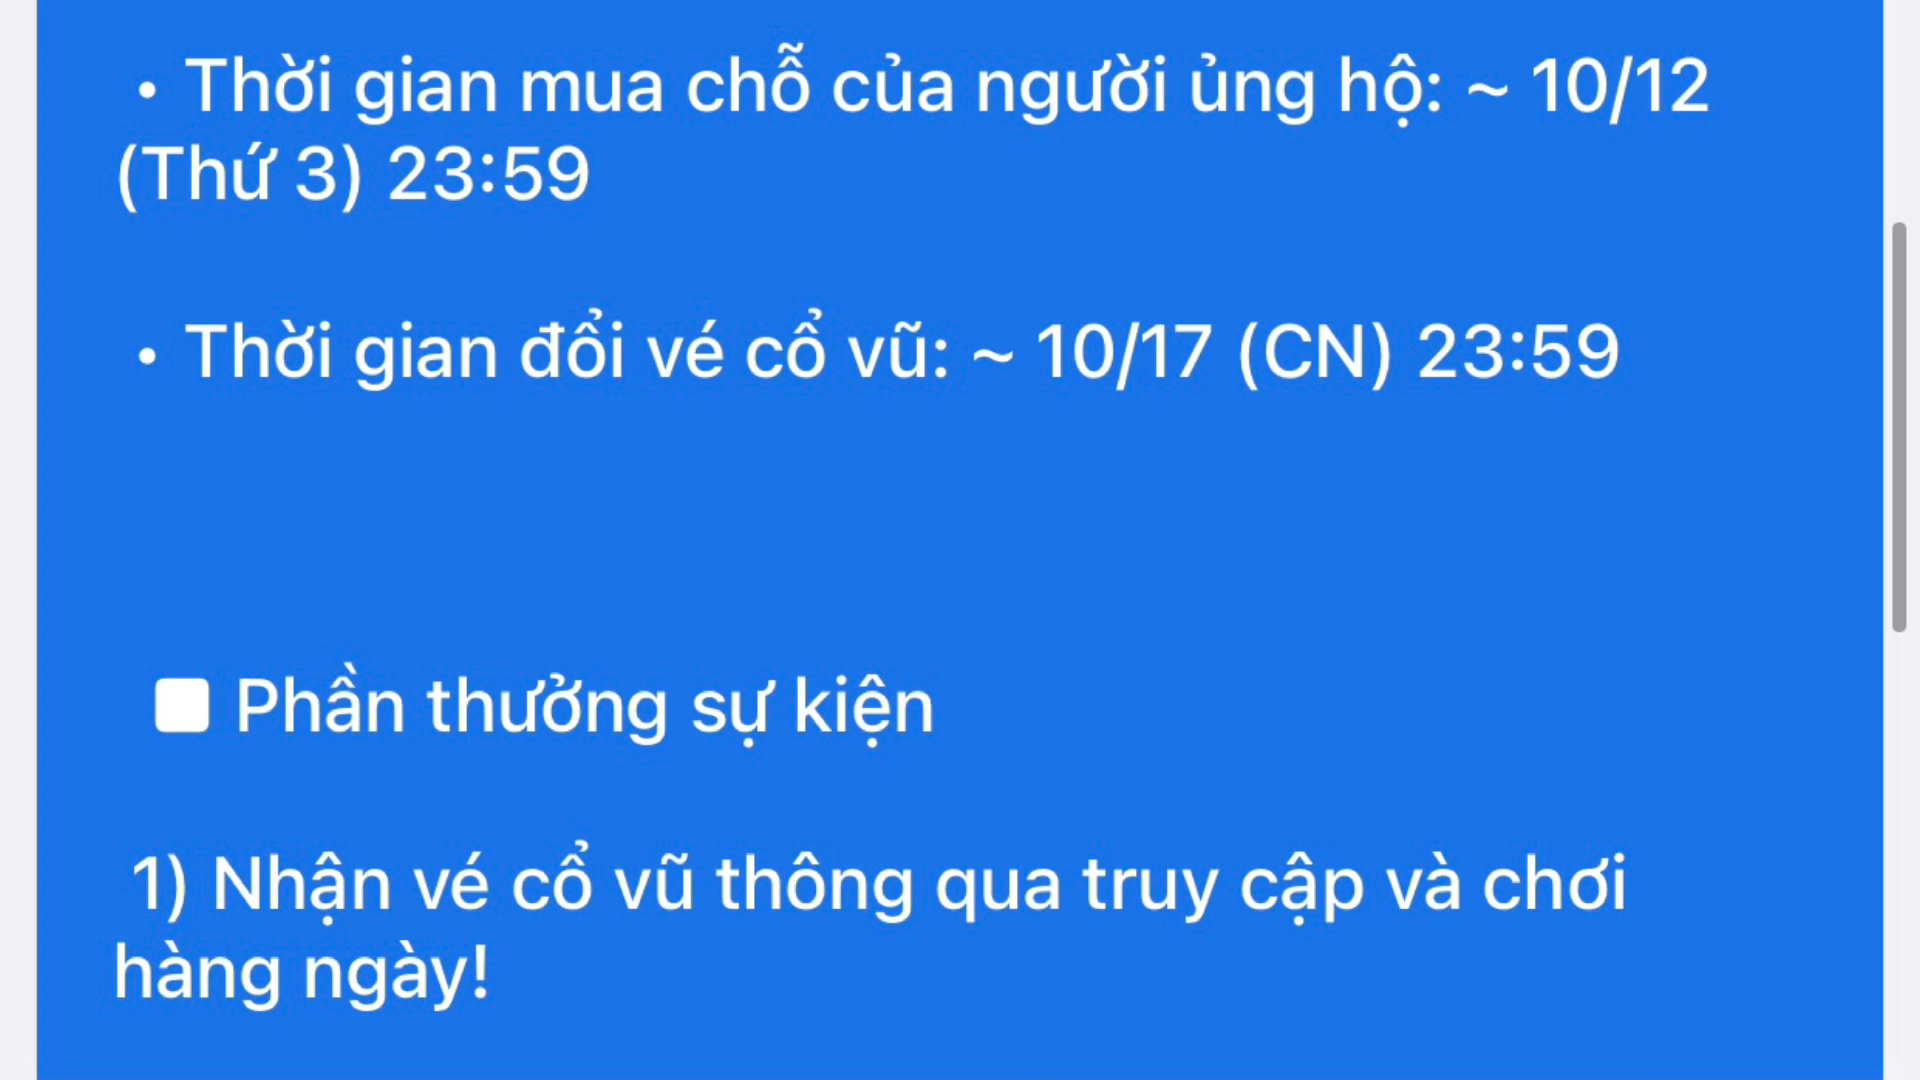 • Thời gian mua chỗ của người ủng hộ: ~ 10/12
(Thứ 3) 23:59
• Thời gian đổi vé cổ vũ: ~ 10/17 (CN) 23:59
■ Phần thưởng sự kiện
1) Nhận vé cổ vũ thông qua truy cập và chơi
hàng ngày!